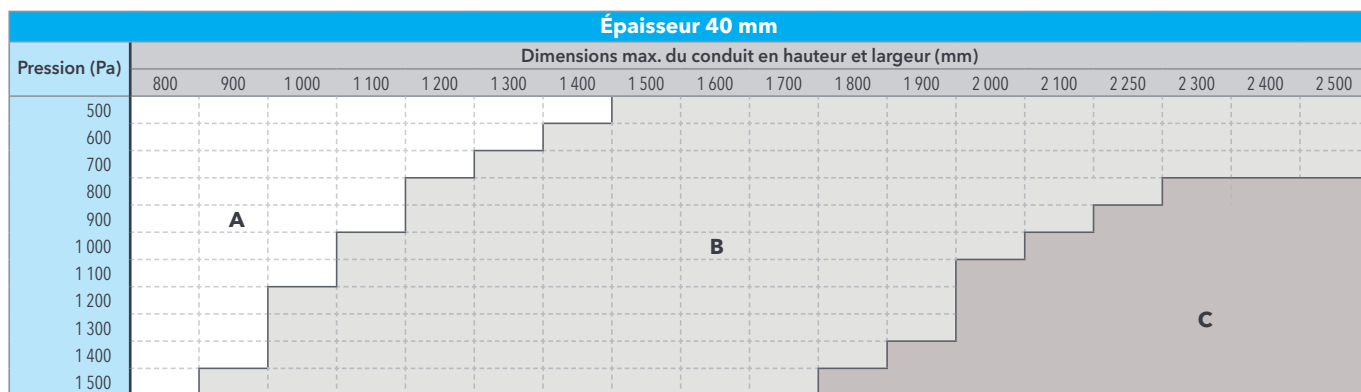 Épaisseur 40 mm
Pression (Pa)
Dimensions max. du conduit en hauteur et largeur (mm)
800 900 1 000 1 100 1 200 1 300 1 400 1 500 1 600 1 700 1 800 1 900 2 000 2 100 2 250 2 300 2 400 2 500
500
600
700
800
900 A
1 000 B
1 100
1 200
1 300 C
1 400
1 500